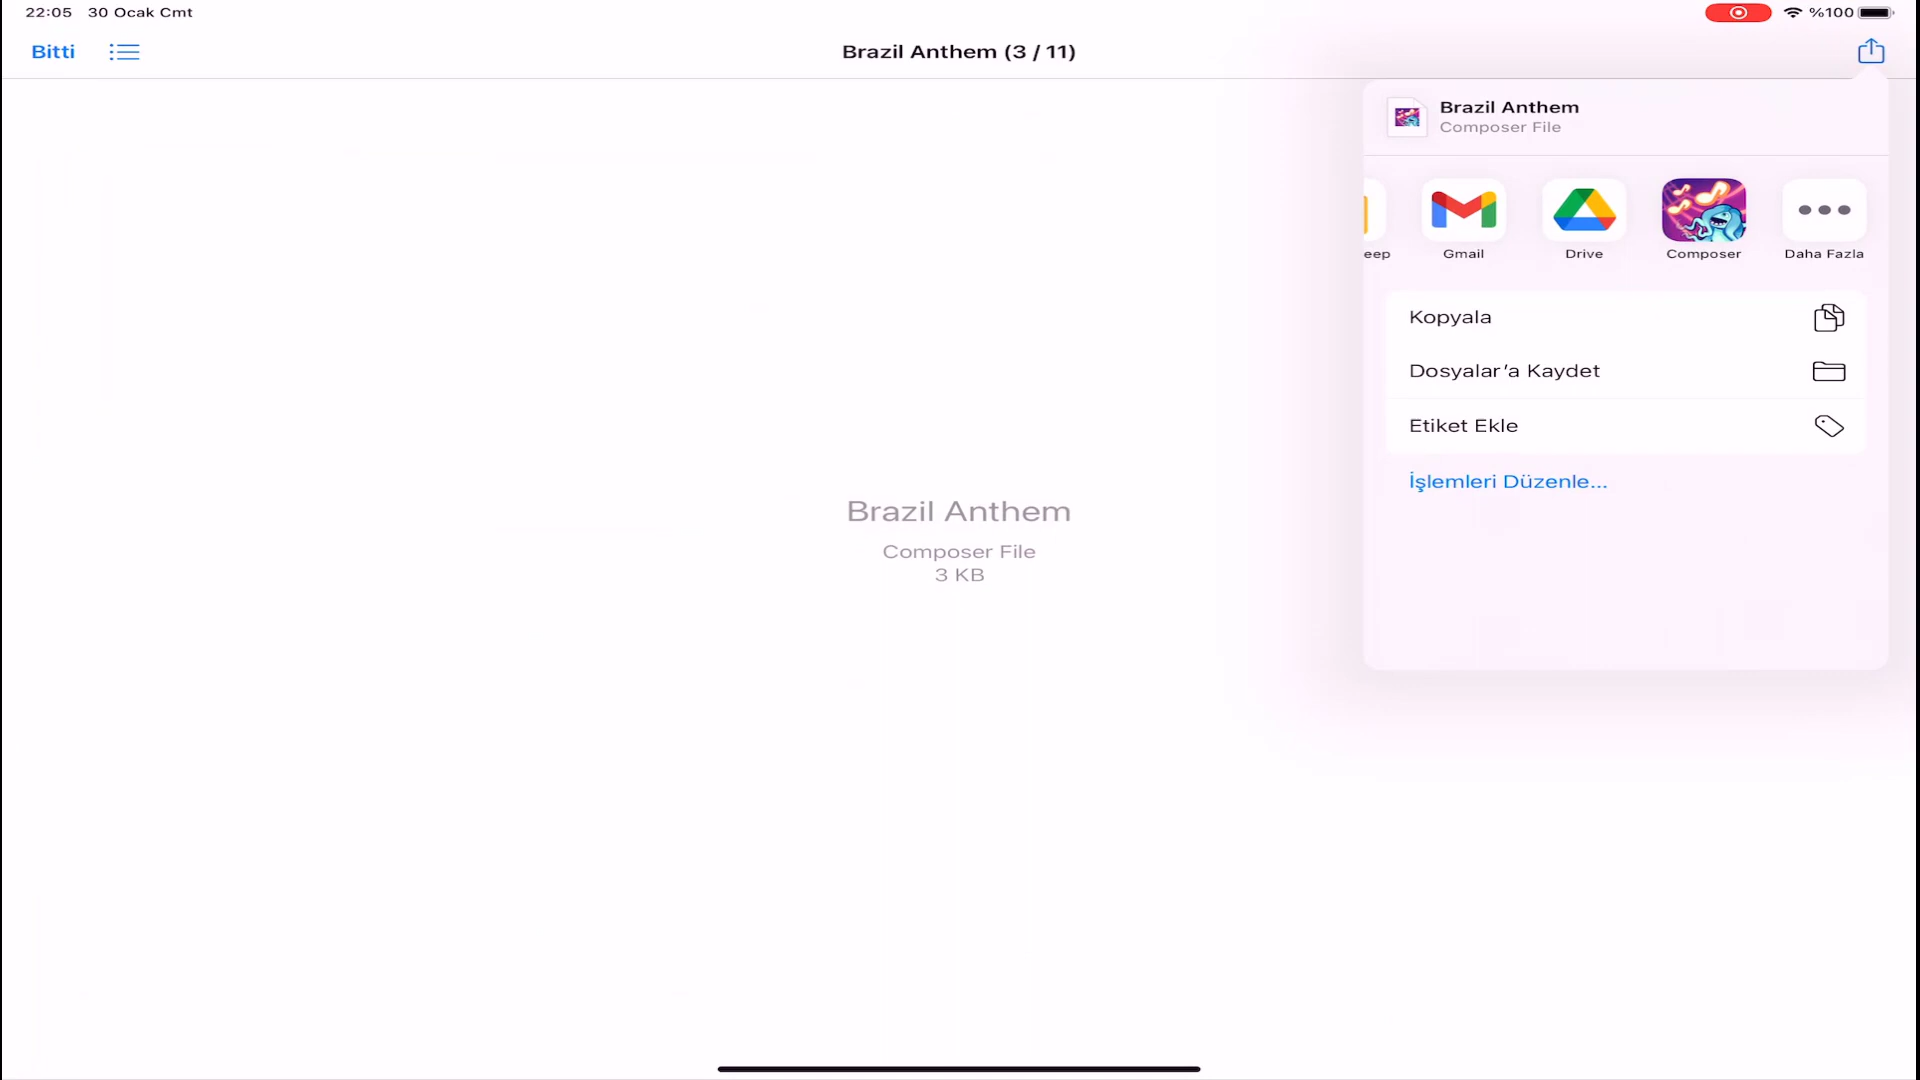 22:05 30 Ocak Cmt
%100
Bitti
Brazil Anthem (3 / 11)
Brazil Anthem
Composer File
eep
Gmail
Drive
Composer
Daha Fazla
Kopyala
Dosyalar’a Kaydet
Etiket Ekle
İşlemleri Düzenle...
Brazil Anthem
Composer File
3 KB